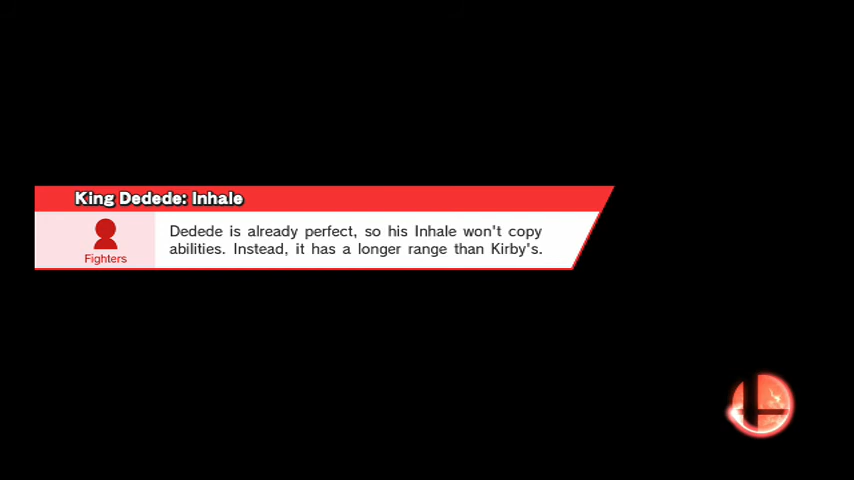 King Dedede: Inhale
Dedede is already perfect, so his Inhale won't copy
abilities. Instead, it has a longer range than Kirby's.
Fighters